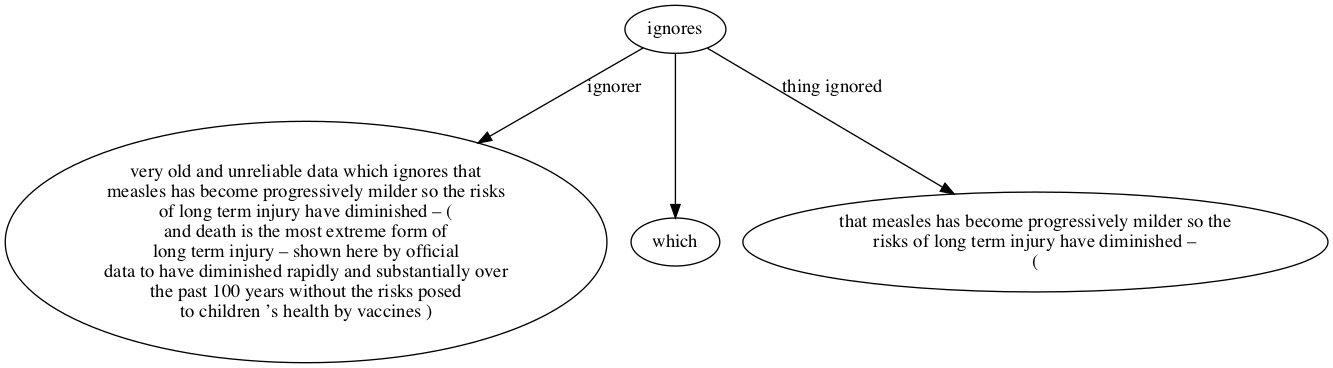 ignores
ignorer
thing ignored
very old and unreliable data which ignores that
measles has become progressively milder so the risks
of long term injury have diminished – (
and death is the most extreme form of
long term injury – shown here by official
data to have diminished rapidly and substantially over
the past 100 years without the risks posed
to children ’s health by vaccines )
which
that measles has become progressively milder so the
risks of long term injury have diminished –
(